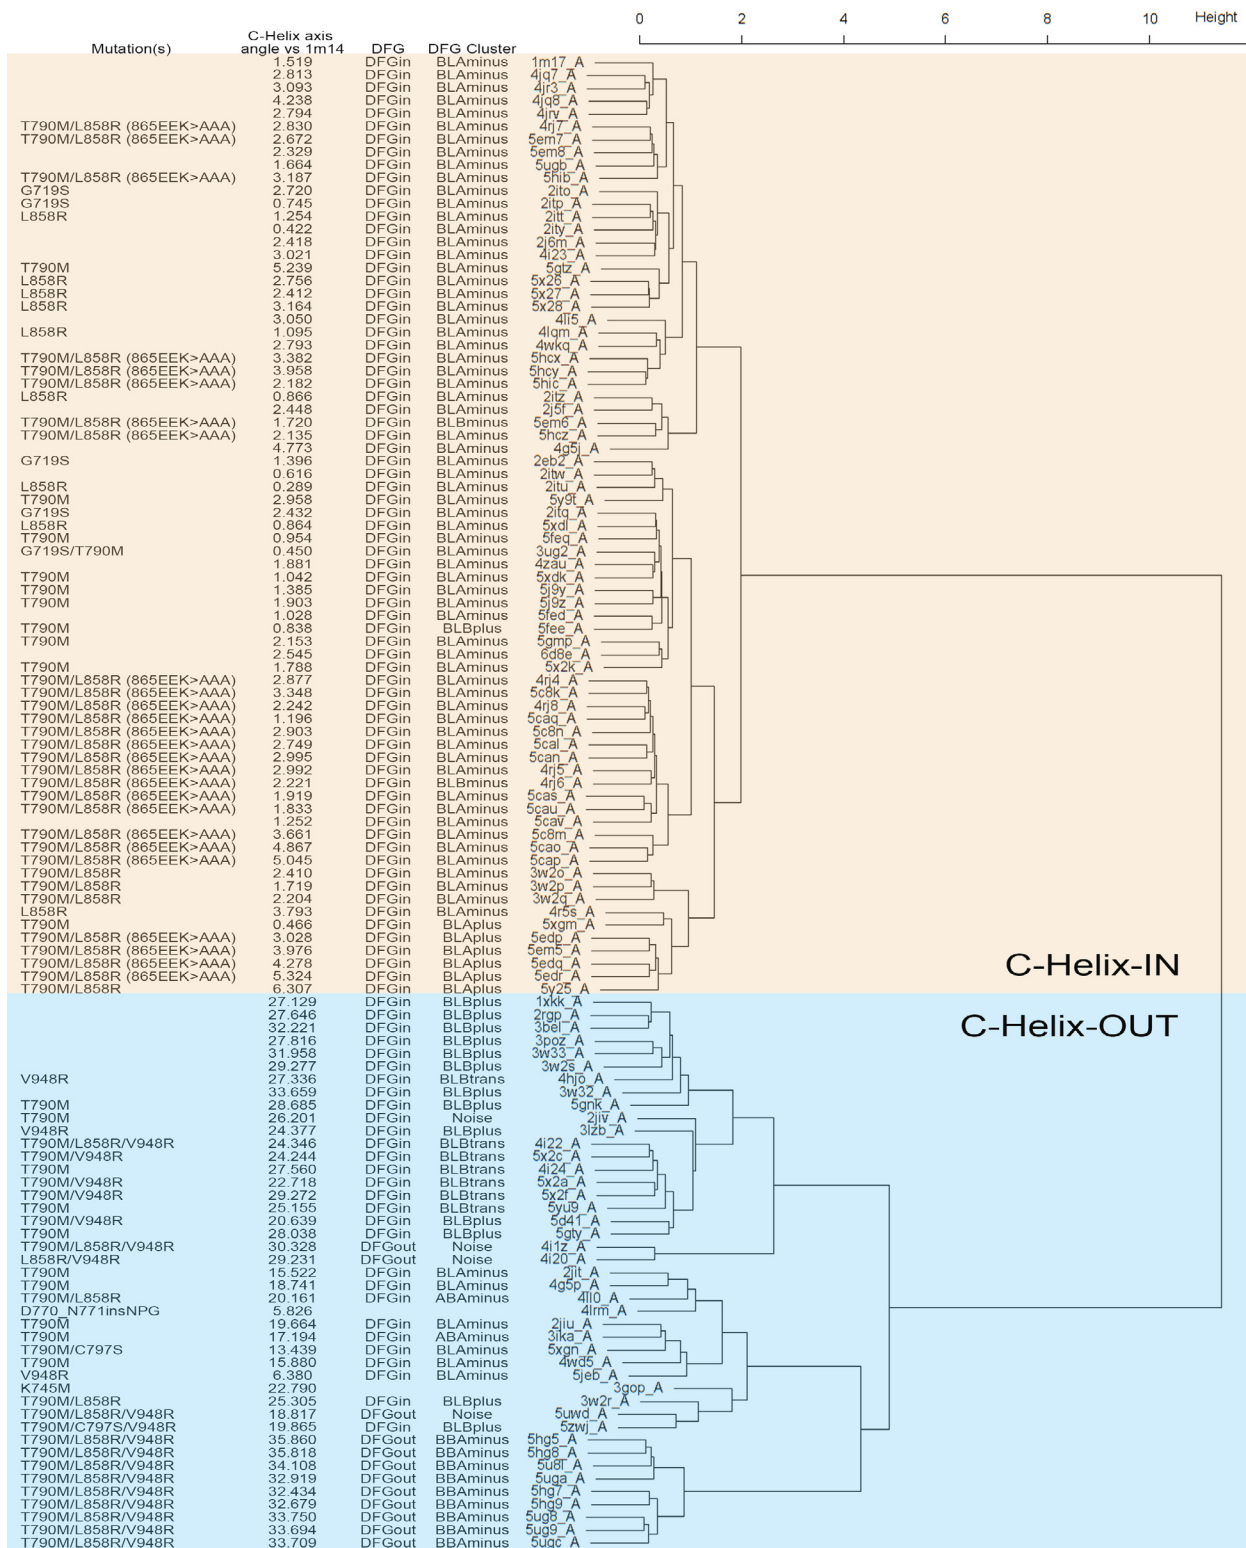 0 2 4 6 8 10 Height
C-Helix axis
Mutation(s) angle vs 1m14 DFG DFG Cluster
1.519 DFGin BLAminus 1m17_A
2.813 DFGin BLAminus 4jq7_A
3.093 DFGin BLAminus 4jr3_A
4.238 DFGin BLAminus 4jq8_A
2.794 DFGin BLAminus 4jrv_A
T790M/L858R (865EEK>AAA) 2.830 DFGin BLAminus 4rj7_A
T790M/L858R (865EEK>AAA) 2.672 DFGin BLAminus 5em7_A
2.329 DFGin BLAminus 5em8_A
1.664 DFGin BLAminus 5ugb_A
T790M/L858R (865EEK>AAA) 3.187 DFGin BLAminus 5hib_A
G719S 2.720 DFGin BLAminus 2ito_A
G719S 0.745 DFGin BLAminus 2itp_A
L858R 1.254 DFGin BLAminus 2itt_A
0.422 DFGin BLAminus 2ity_A
2.418 DFGin BLAminus 2j6m_A
3.021 DFGin BLAminus 4i23_A
T790M 5.239 DFGin BLAminus 5gtz_A
L858R 2.756 DFGin BLAminus 5x26_A
L858R 2.412 DFGin BLAminus 5x27_A
L858R 3.164 DFGin BLAminus 5x28_A
3.050 DFGin BLAminus 4li5_A
L858R 1.095 DFGin BLAminus 4lqm_A
2.793 DFGin BLAminus 4wkq_A
T790M/L858R (865EEK>AAA) 3.382 DFGin BLAminus 5hcx_A
T790M/L858R (865EEK>AAA) 3.958 DFGin BLAminus 5hcy_A
T790M/L858R (865EEK>AAA) 2.182 DFGin BLAminus 5hic_A
L858R 0.866 DFGin BLAminus 2itz_A
2.448 DFGin BLAminus 2j5f_A
T790M/L858R (865EEK>AAA) 1.720 DFGin BLBminus 5em6_A
T790M/L858R (865EEK>AAA) 2.135 DFGin BLAminus 5hcz_A
4.773 DFGin BLAminus 4g5j_A
G719S 1.396 DFGin BLAminus 2eb2_A
0.616 DFGin BLAminus 2itw_A
L858R 0.289 DFGin BLAminus 2itu_A
T790M 2.958 DFGin BLAminus 5y9t_A
G719S 2.432 DFGin BLAminus 2itq_A
L858R 0.864 DFGin BLAminus 5xdl_A
T790M 0.954 DFGin BLAminus 5feq_A
G719S/T790M 0.450 DFGin BLAminus 3ug2_A
1.881 DFGin BLAminus 4zau_A
T790M 1.042 DFGin BLAminus 5xdk_A
T790M 1.385 DFGin BLAminus 5j9y_A
T790M 1.903 DFGin BLAminus 5j9z_A
1.028 DFGin BLAminus 5fed_A
T790M 0.838 DFGin BLBplus 5fee_A
T790M 2.153 DFGin BLAminus 5gmp_A
2.545 DFGin BLAminus 6d8e_A
T790M 1.788 DFGin BLAminus 5x2k_A
T790M/L858R (865EEK>AAA) 2.877 DFGin BLAminus 4rj4_A
T790M/L858R (865EEK>AAA) 3.348 DFGin BLAminus 5c8k_A
T790M/L858R (865EEK>AAA) 2.242 DFGin BLAminus 4rj8_A
T790M/L858R (865EEK>AAA) 1.196 DFGin BLAminus 5caq_A
T790M/L858R (865EEK>AAA) 2.903 DFGin BLAminus 5c8n_A
T790M/L858R (865EEK>AAA) 2.749 DFGin BLAminus 5cal_A
T790M/L858R (865EEK>AAA) 2.995 DFGin BLAminus 5can_A
T790M/L858R (865EEK>AAA) 2.992 DFGin BLAminus 4rj5_A
T790M/L858R (865EEK>AAA) 2.221 DFGin BLBminus 4rj6_A
T790M/L858R (865EEK>AAA) 1.919 DFGin BLAminus 5cas_A
T790M/L858R (865EEK>AAA) 1.833 DFGin BLAminus 5cau_A
1.252 DFGin BLAminus 5cav_A
T790M/L858R (865EEK>AAA) 3.661 DFGin BLAminus 5c8m_A
T790M/L858R (865EEK>AAA) 4.867 DFGin BLAminus 5cao_A
T790M/L858R (865EEK>AAA) 5.045 DFGin BLAminus 5cap_A
T790M/L858R 2.410 DFGin BLAminus 3w2o_A
T790M/L858R 1.719 DFGin BLAminus 3w2p_A
T790M/L858R 2.204 DFGin BLAminus 3w2q_A
L858R 3.793 DFGin BLAminus 4r5s_A
T790M 0.466 DFGin BLAplus 5xgm_A
T790M/L858R (865EEK>AAA) 3.028 DFGin BLAplus 5edp_A
T790M/L858R (865EEK>AAA) 3.976 DFGin BLAplus 5em5_A
T790M/L858R (865EEK>AAA) 4.278 DFGin BLAplus 5edq_A
T790M/L858R (865EEK>AAA) 5.324 DFGin BLAplus 5edr_A
T790M/L858R 6.307 DFGin BLAplus 5y25_A
C-Helix-IN
27.129 DFGin BLBplus 1xkk_A
27.646 DFGin BLBplus 2rgp_A
32.221 DFGin BLBplus 3bel_A
C-Helix-OUT
27.816 DFGin BLBplus 3poz_A
31.958 DFGin BLBplus 3w33_A
29.277 DFGin BLBplus 3w2s_A
V948R 27.336 DFGin BLBtrans 4hjo_A
33.659 DFGin BLBplus 3w32_A
T790M 28.685 DFGin BLBplus 5gnk_A
T790M 26.201 DFGin Noise 2jiv_A
V948R 24.377 DFGin BLBplus 3lzb_A
T790M/L858R/V948R 24.346 DFGin BLBtrans 4i22_A
T790M/V948R 24.244 DFGin BLBtrans 5x2c_A
T790M 27.560 DFGin BLBtrans 4i24_A
T790M/V948R 22.718 DFGin BLBtrans 5x2a_A
T790M/V948R 29.272 DFGin BLBtrans 5x2f_A
T790M 25.155 DFGin BLBtrans 5yu9_A
T790M/V948R 20.639 DFGin BLBplus 5d41_A
T790M 28.038 DFGin BLBplus 5gty_A
T790M/L858R/V948R 30.328 DFGout Noise 4i1z_A
L858R/V948R 29.231 DFGout Noise 4i20_A
T790M 15.522 DFGin BLAminus 2jit_A
T790M 18.741 DFGin BLAminus 4g5p_A
T790M/L858R 20.161 DFGin ABAminus 4ll0_A
D770_N771insNPG 5.826 4lrm_A
T790M 19.664 DFGin BLAminus 2jiu_A
T790M 17.194 DFGin ABAminus 3ika_A
T790M/C797S 13.439 DFGin BLAminus 5xgn_A
T790M 15.880 DFGin BLAminus 4wd5_A
V948R 6.380 DFGin BLAminus 5jeb_A
K745M 22.790 3gop_A
T790M/L858R 25.305 DFGin BLBplus 3w2r_A
T790M/L858R/V948R 18.817 DFGout Noise 5uwd_A
T790M/C797S/V948R 19.865 DFGin BLBplus 5zwj_A
T790M/L858R/V948R 35.860 DFGout BBAminus 5hg5_A
T790M/L858R/V948R 35.818 DFGout BBAminus 5hg8_A
T790M/L858R/V948R 34.108 DFGout BBAminus 5u8l_A
T790M/L858R/V948R 32.919 DFGout BBAminus 5uga_A
T790M/L858R/V948R 32.434 DFGout BBAminus 5hg7_A
T790M/L858R/V948R 32.679 DFGout BBAminus 5hg9_A
T790M/L858R/V948R 33.750 DFGout BBAminus 5ug8_A
T790M/L858R/V948R 33.694 DFGout BBAminus 5ug9_A
T790M/L858R/V948R 33.709 DFGout BBAminus 5ugc_A